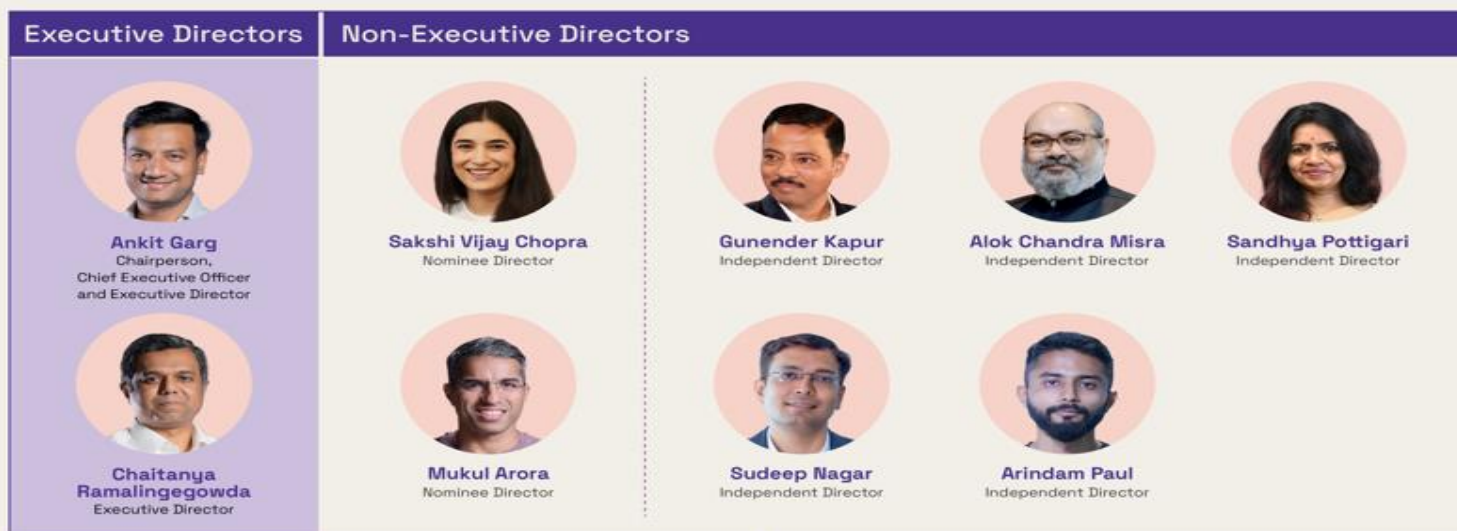 Executive Directors
Non-Executive Directors
Ankit Garg
Chairperson,
Chief Executive Officer
and Executive Director
Sakshi Vijay Chopra
Nominee Director
Gunender Kapur
Independent Director
Alok Chandra Misra
Independent Director
Sandhya Pottigari
Independent Director
Chaitanya
Ramalingegowda
Executive Director
Mukul Arora
Nominee Director
Sudeep Nagar
Independent Director
Arindam Paul
Independent Director